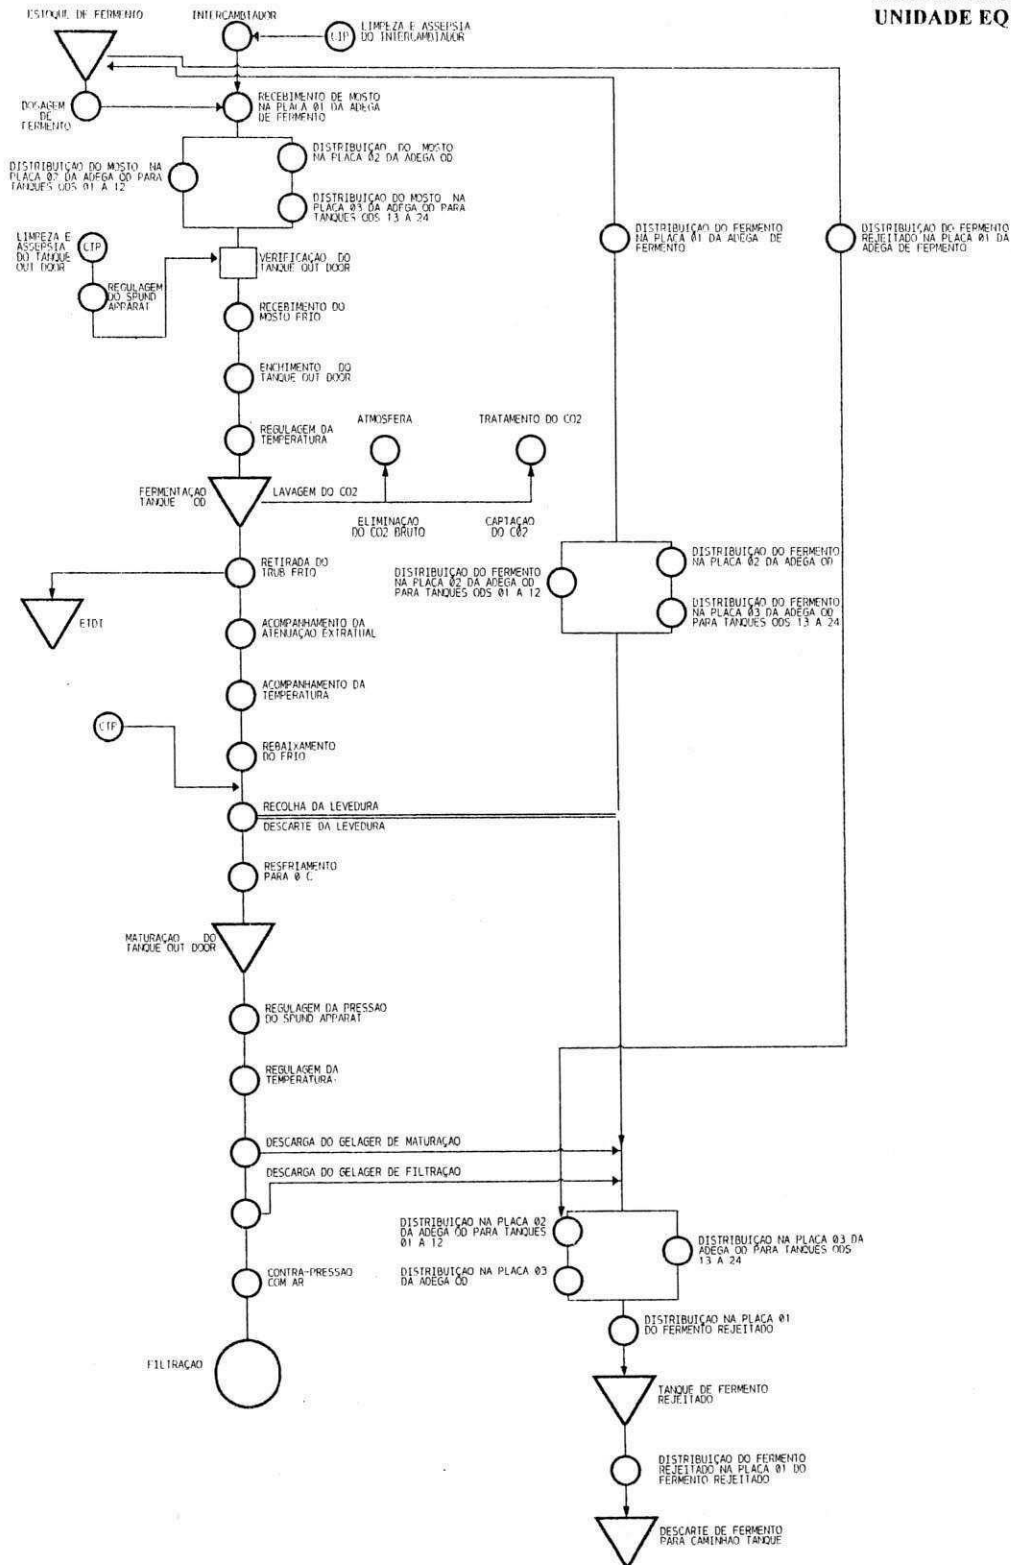 UNIDADE EQ
ESTOQUE DE FERMENTO
INTERCAMBIADOR
CIP
LIMPEZA E ASSEPSIA
DO INTERCAMBIADOR
DOSAGEM
DE
FERMENTO
RECEBIMENTO DE MOSTO
NA PLACA 01 DA ADEGA
DE FERMENTO
DISTRIBUIÇAO DO MOSTO NA
PLACA 02 DA ADEGA OD PARA
TANQUES ODS 01 A 12
DISTRIBUIÇAO DO MOSTO
NA PLACA 02 DA ADEGA OD
DISTRIBUIÇAO DO MOSTO NA
PLACA 03 DA ADEGA OD PARA
TANQUES ODS 13 A 24
DISTRIBUIÇAO DO FERMENTO
NA PLACA 01 DA ADEGA DE
FERMENTO
DISTRIBUIÇAO DO FERMENTO
REJEITADO NA PLACA 01 DA
ADEGA DE FERMENTO
LIMPEZA E
ASSEPSIA
DO TANQUE
OUT DOOR
CIP
REGULAGEM
DO SPUND
APPARAT
VERIFICAÇAO DO
TANQUE OUT DOOR
RECEBIMENTO DO
MOSTO FRIO
ENCHIMENTO DO
TANQUE OUT DOOR
REGULAGEM DA
TEMPERATURA
ATMOSFERA
TRATAMENTO DO CO2
FERMENTAÇAO
TANQUE OD
LAVAGEM DO CO2
ELIMINAÇAO
DO CO2 BRUTO
CAPTAÇAO
DO CO2
RETIRADA DO
TRUB FRIO
ETDI
DISTRIBUIÇAO DO FERMENTO
NA PLACA 02 DA ADEGA OD
PARA TANQUES ODS 01 A 12
DISTRIBUIÇAO DO FERMENTO
NA PLACA 02 DA ADEGA OD
DISTRIBUIÇAO DO FERMENTO
NA PLACA 03 DA ADEGA OD
PARA TANQUES ODS 13 A 24
ACOMPANHAMENTO DA
ATENUAÇAO EXTRATUAL
ACOMPANHAMENTO DA
TEMPERATURA
CIP
REBAIXAMENTO
DO FRIO
RECOLHA DA LEVEDURA
DESCARTE DA LEVEDURA
RESFRIAMENTO
PARA 0 C
MATURAÇAO DO
TANQUE OUT DOOR
REGULAGEM DA PRESSAO
DO SPUND APPARAT
REGULAGEM DA
TEMPERATURA
DESCARGA DO GELAGER DE MATURAÇAO
DESCARGA DO GELAGER DE FILTRAÇAO
DISTRIBUIÇAO NA PLACA 02
DA ADEGA OD PARA TANQUES
01 A 12
DISTRIBUIÇAO NA PLACA 03
DA ADEGA OD
DISTRIBUIÇAO NA PLACA 03 DA
ADEGA OD PARA TANQUES ODS
13 A 24
CONTRA-PRESSAO
COM AR
DISTRIBUIÇAO NA PLACA 01
DO FERMENTO REJEITADO
FILTRAÇAO
TANQUE DE FERMENTO
REJEITADO
DISTRIBUIÇAO DO FERMENTO
REJEITADO NA PLACA 01 DO
FERMENTO REJEITADO
DESCARTE DE FERMENTO
PARA CAMINHAO TANQUE